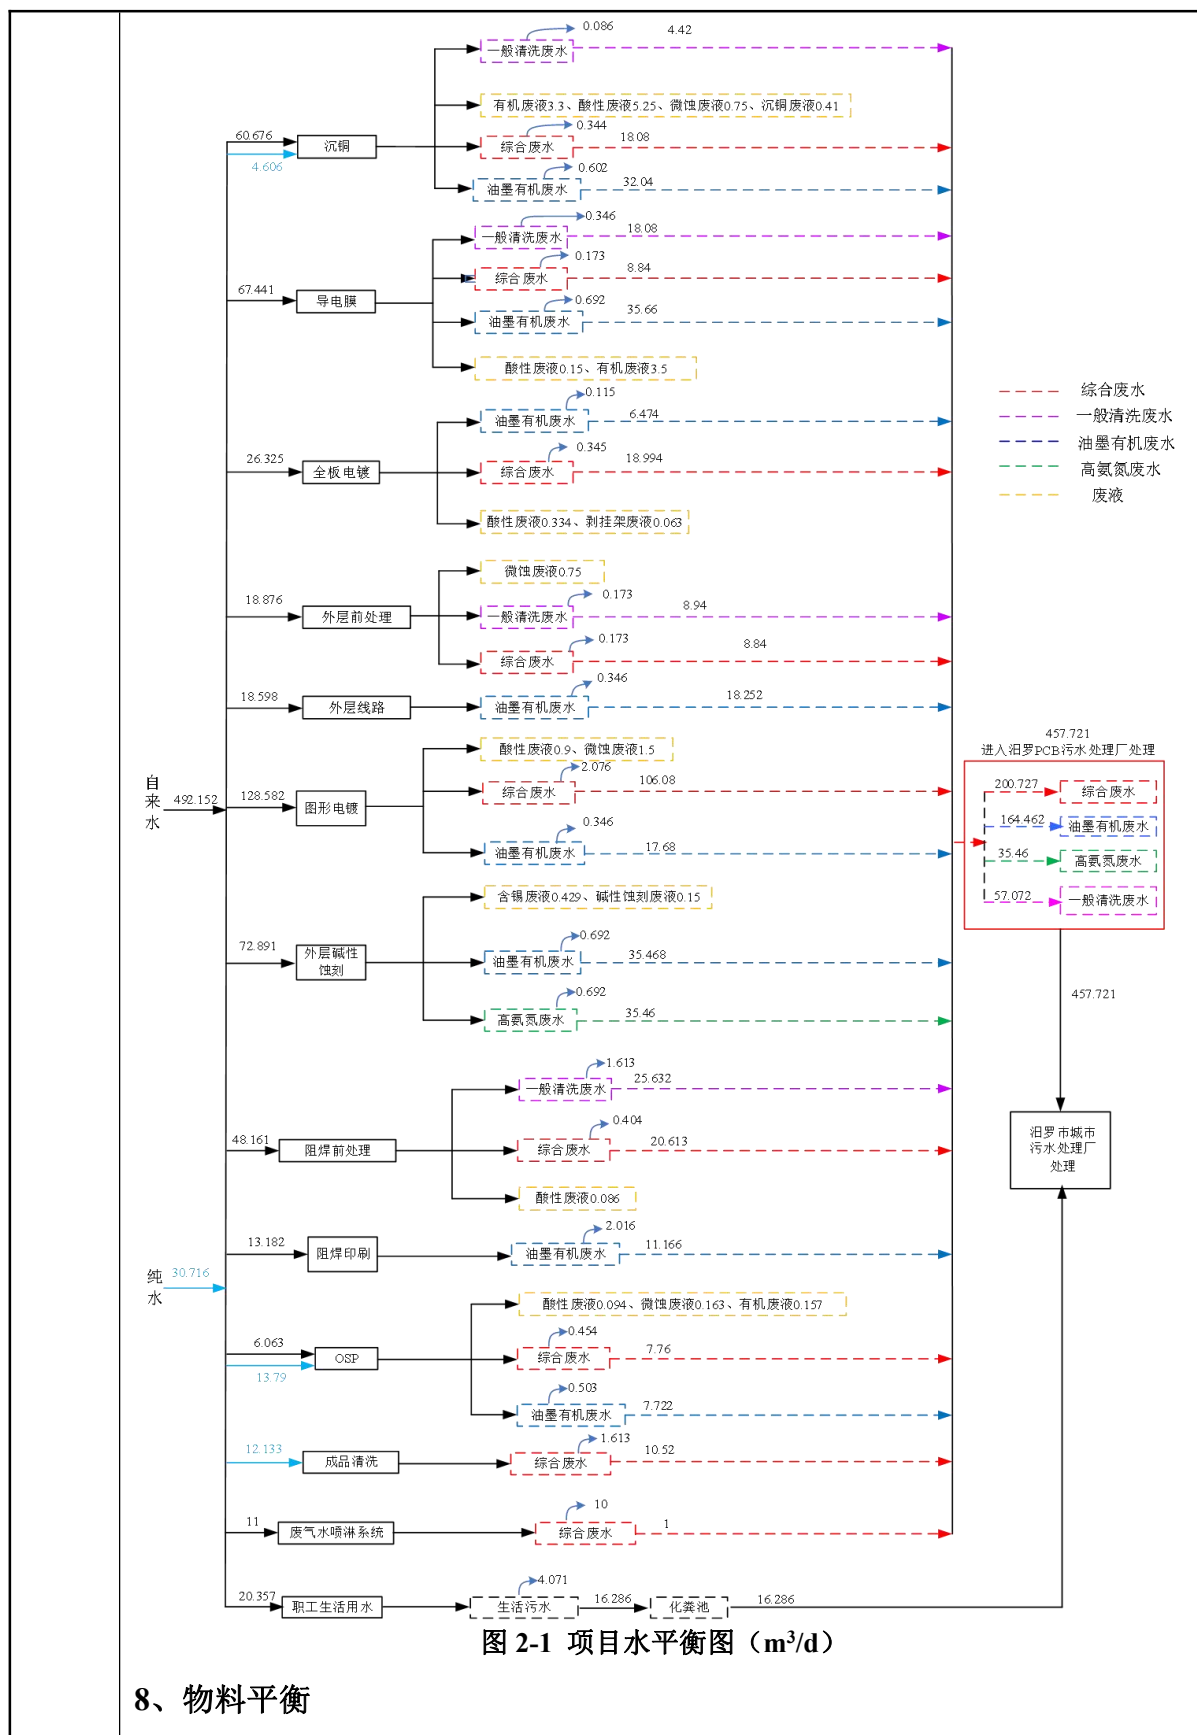 0.086
4.42
一般清洗废水
有机废液3.3、酸性废液5.25、微蚀废液0.75、沉铜废液0.41
0.344
60.676
沉铜
综合废水
18.08
4.606
0.602
油墨有机废水
32.04
0.346
一般清洗废水
18.08
0.173
综合废水
8.84
67.441
导电膜
0.692
油墨有机废水
35.66
酸性废液0.15、有机废液3.5
0.115
油墨有机废水
6.474
0.345
26.325
全板电镀
综合废水
18.994
酸性废液0.334、剥挂架废液0.063
综合废水
一般清洗废水
油墨有机废水
高氨氮废水
废液
微蚀废液0.75
0.173
18.876
外层前处理
一般清洗废水
8.94
0.173
综合废水
8.84
0.346
18.598
外层线路
油墨有机废水
18.252
酸性废液0.9、微蚀废液1.5
2.076
自来水
492.152
128.582
图形电镀
综合废水
106.08
0.346
油墨有机废水
17.68
457.721
进入汨罗PCB污水处理厂处理
200.727
综合废水
164.462
油墨有机废水
35.46
高氨氮废水
57.072
一般清洗废水
含锡废液0.429、碱性蚀刻废液0.15
0.692
72.891
外层碱性
蚀刻
油墨有机废水
35.468
0.692
高氨氮废水
35.46
457.721
1.613
一般清洗废水
25.632
0.404
48.161
阻焊前处理
综合废水
20.613
酸性废液0.086
汨罗市城市
污水处理厂
处理
2.016
13.182
阻焊印刷
油墨有机废水
11.166
纯水
30.716
酸性废液0.094、微蚀废液0.163、有机废液0.157
0.454
6.063
OSP
综合废水
7.76
13.79
0.503
油墨有机废水
7.722
1.613
12.133
成品清洗
综合废水
10.52
10
11
废气水喷淋系统
综合废水
1
4.071
20.357
职工生活用水
生活污水
16.286
化粪池
16.286
图 2-1 项目水平衡图（m³/d）
8、物料平衡